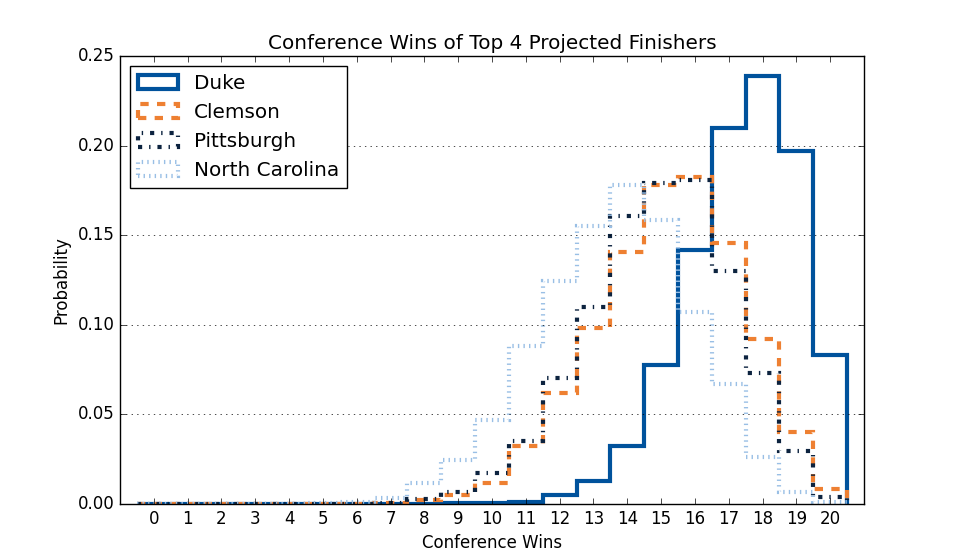 Conference Wins of Top 4 Projected Finishers
0.25
0.20
0.15
0.10
0.05
0.00
Probability
Duke
Clemson
Pittsburgh
North Carolina
0 1 2 3 4 5 6 7 8 9 10 11 12 13 14 15 16 17 18 19 20
Conference Wins